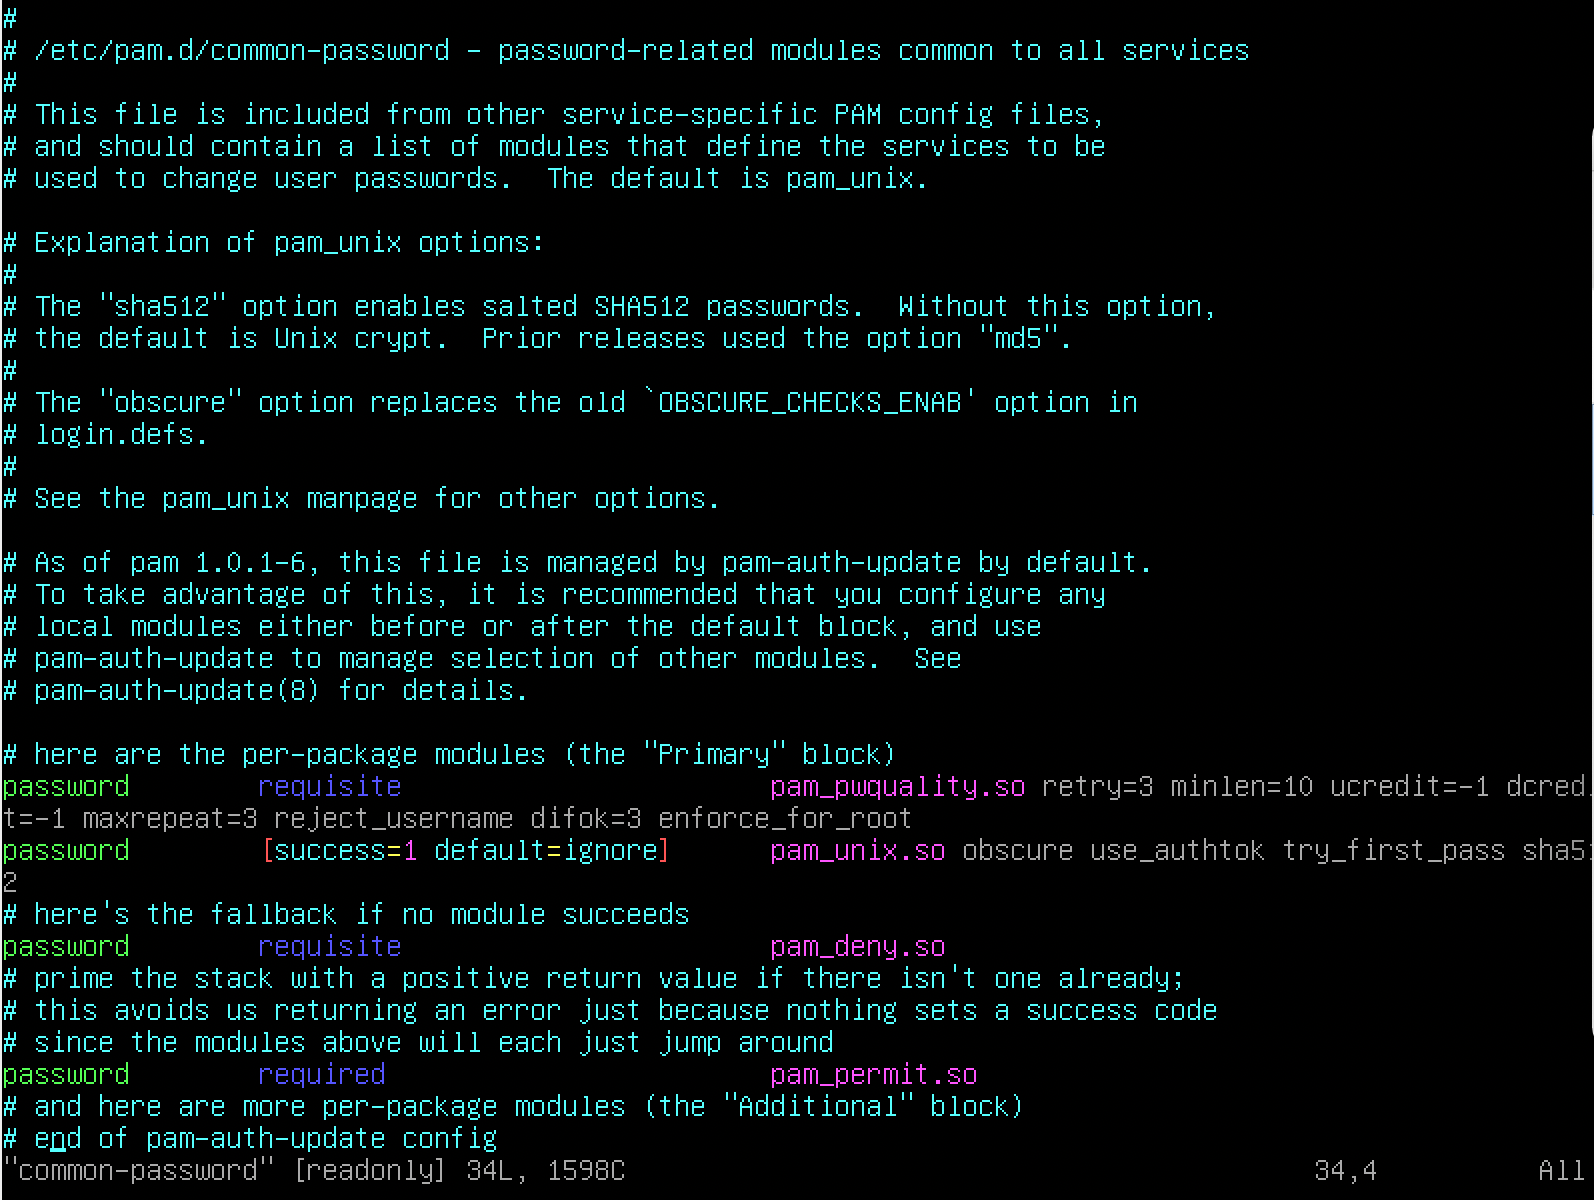 #
# /etc/pam.d/common-password - password-related modules common to all services
#
# This file is included from other service-specific PAM config files,
# and should contain a list of modules that define the services to be
# used to change user passwords.  The default is pam_unix.

# Explanation of pam_unix options:
#
# The "sha512" option enables salted SHA512 passwords.  Without this option,
# the default is Unix crypt.  Prior releases used the option "md5".
#
# The "obscure" option replaces the old `OBSCURE_CHECKS_ENAB' option in
# login.defs.
#
# See the pam_unix manpage for other options.

# As of pam 1.0.1-6, this file is managed by pam-auth-update by default.
# To take advantage of this, it is recommended that you configure any
# local modules either before or after the default block, and use
# pam-auth-update to manage selection of other modules.  See
# pam-auth-update(8) for details.

# here are the per-package modules (the "Primary" block)
password        requisite                       pam_pwquality.so retry=3 minlen=10 ucredit=-1 dcredi
t=-1 maxrepeat=3 reject_username difok=3 enforce_for_root
password        [success=1 default=ignore]      pam_unix.so obscure use_authtok try_first_pass sha51
2
# here's the fallback if no module succeeds
password        requisite                       pam_deny.so
# prime the stack with a positive return value if there isn't one already;
# this avoids us returning an error just because nothing sets a success code
# since the modules above will each just jump around
password        required                        pam_permit.so
# and here are more per-package modules (the "Additional" block)
# end of pam-auth-update config
"common-password" [readonly] 34L, 1598C                                           34,4          All